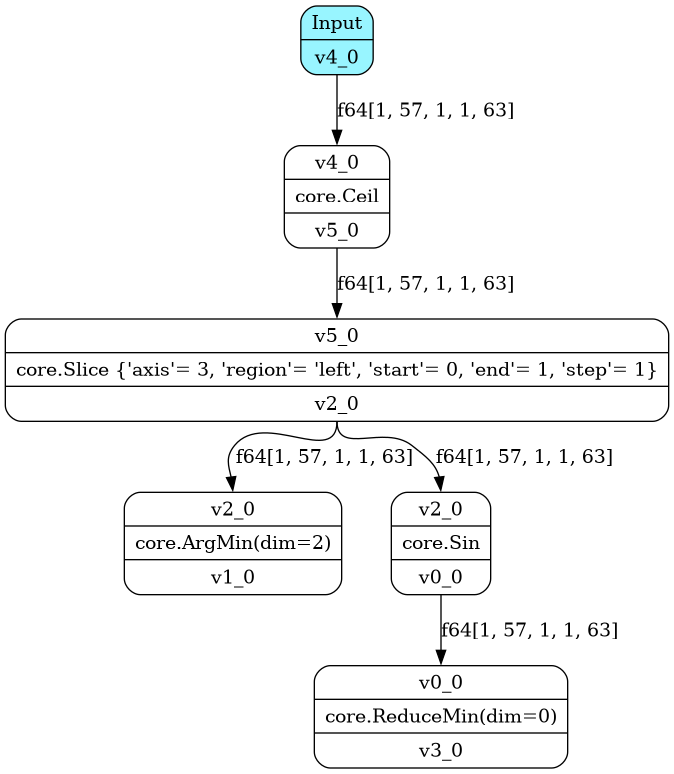 Input
v4_0
f64[1, 57, 1, 1, 63]
v4_0
core.Ceil
v5_0
f64[1, 57, 1, 1, 63]
v5_0
core.Slice {'axis'= 3, 'region'= 'left', 'start'= 0, 'end'= 1, 'step'= 1}
v2_0
f64[1, 57, 1, 1, 63]
f64[1, 57, 1, 1, 63]
v2_0
core.ArgMin(dim=2)
v1_0
v2_0
core.Sin
v0_0
f64[1, 57, 1, 1, 63]
v0_0
core.ReduceMin(dim=0)
v3_0